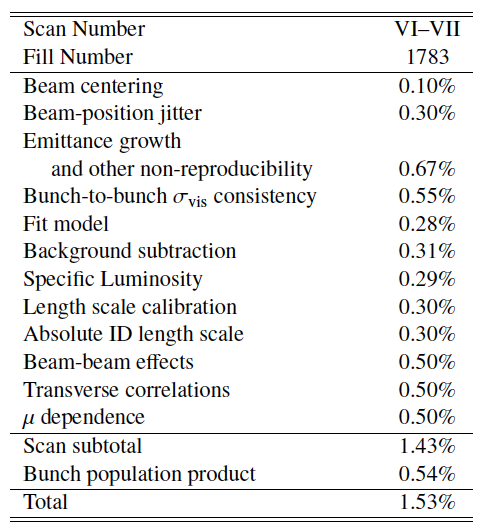 Scan Number VI–VII
Fill Number 1783
Beam centering 0.10%
Beam-position jitter 0.30%
Emittance growth
and other non-reproducibility 0.67%
Bunch-to-bunch σvis consistency 0.55%
Fit model 0.28%
Background subtraction 0.31%
Specific Luminosity 0.29%
Length scale calibration 0.30%
Absolute ID length scale 0.30%
Beam-beam effects 0.50%
Transverse correlations 0.50%
μ dependence 0.50%
Scan subtotal 1.43%
Bunch population product 0.54%
Total 1.53%